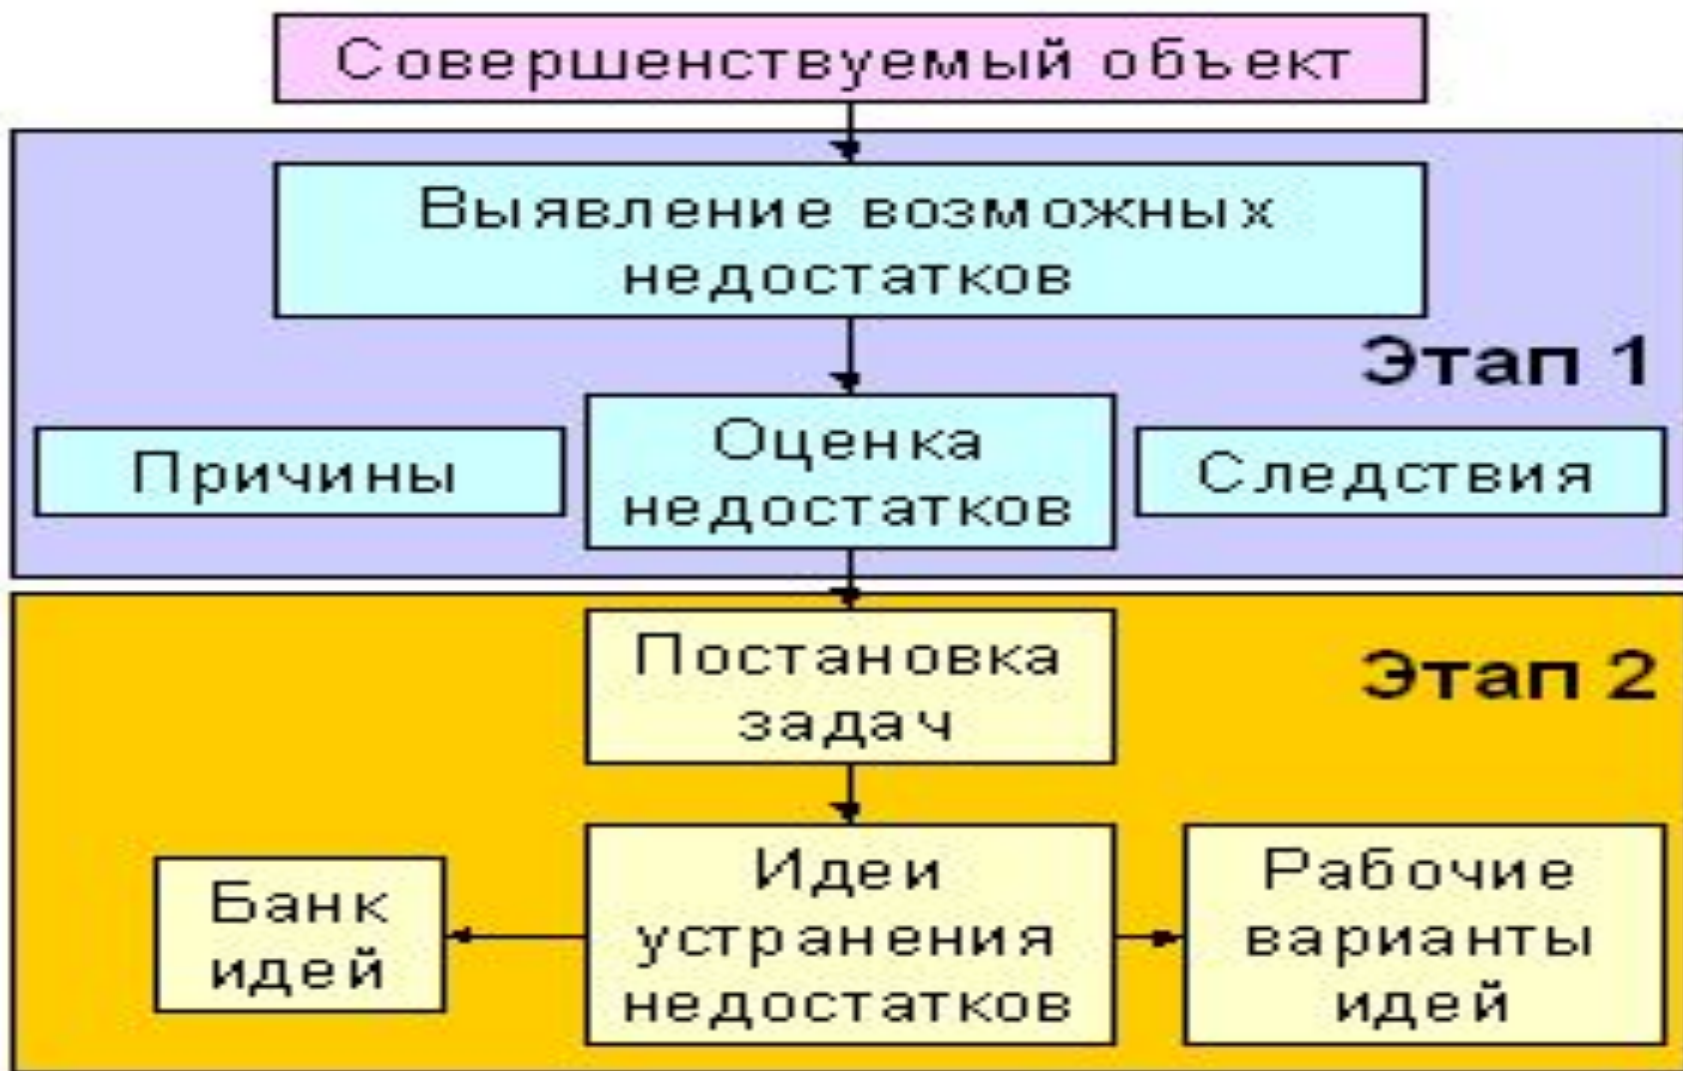 Совершенствуемый объект
Выявление возможных
недостатков
Этап 1
Причины
Оценка
недостатков
Следствия
Постановка
задач
Этап 2
Банк
идей
Идеи
устранения
недостатков
Рабочие
варианты
идей